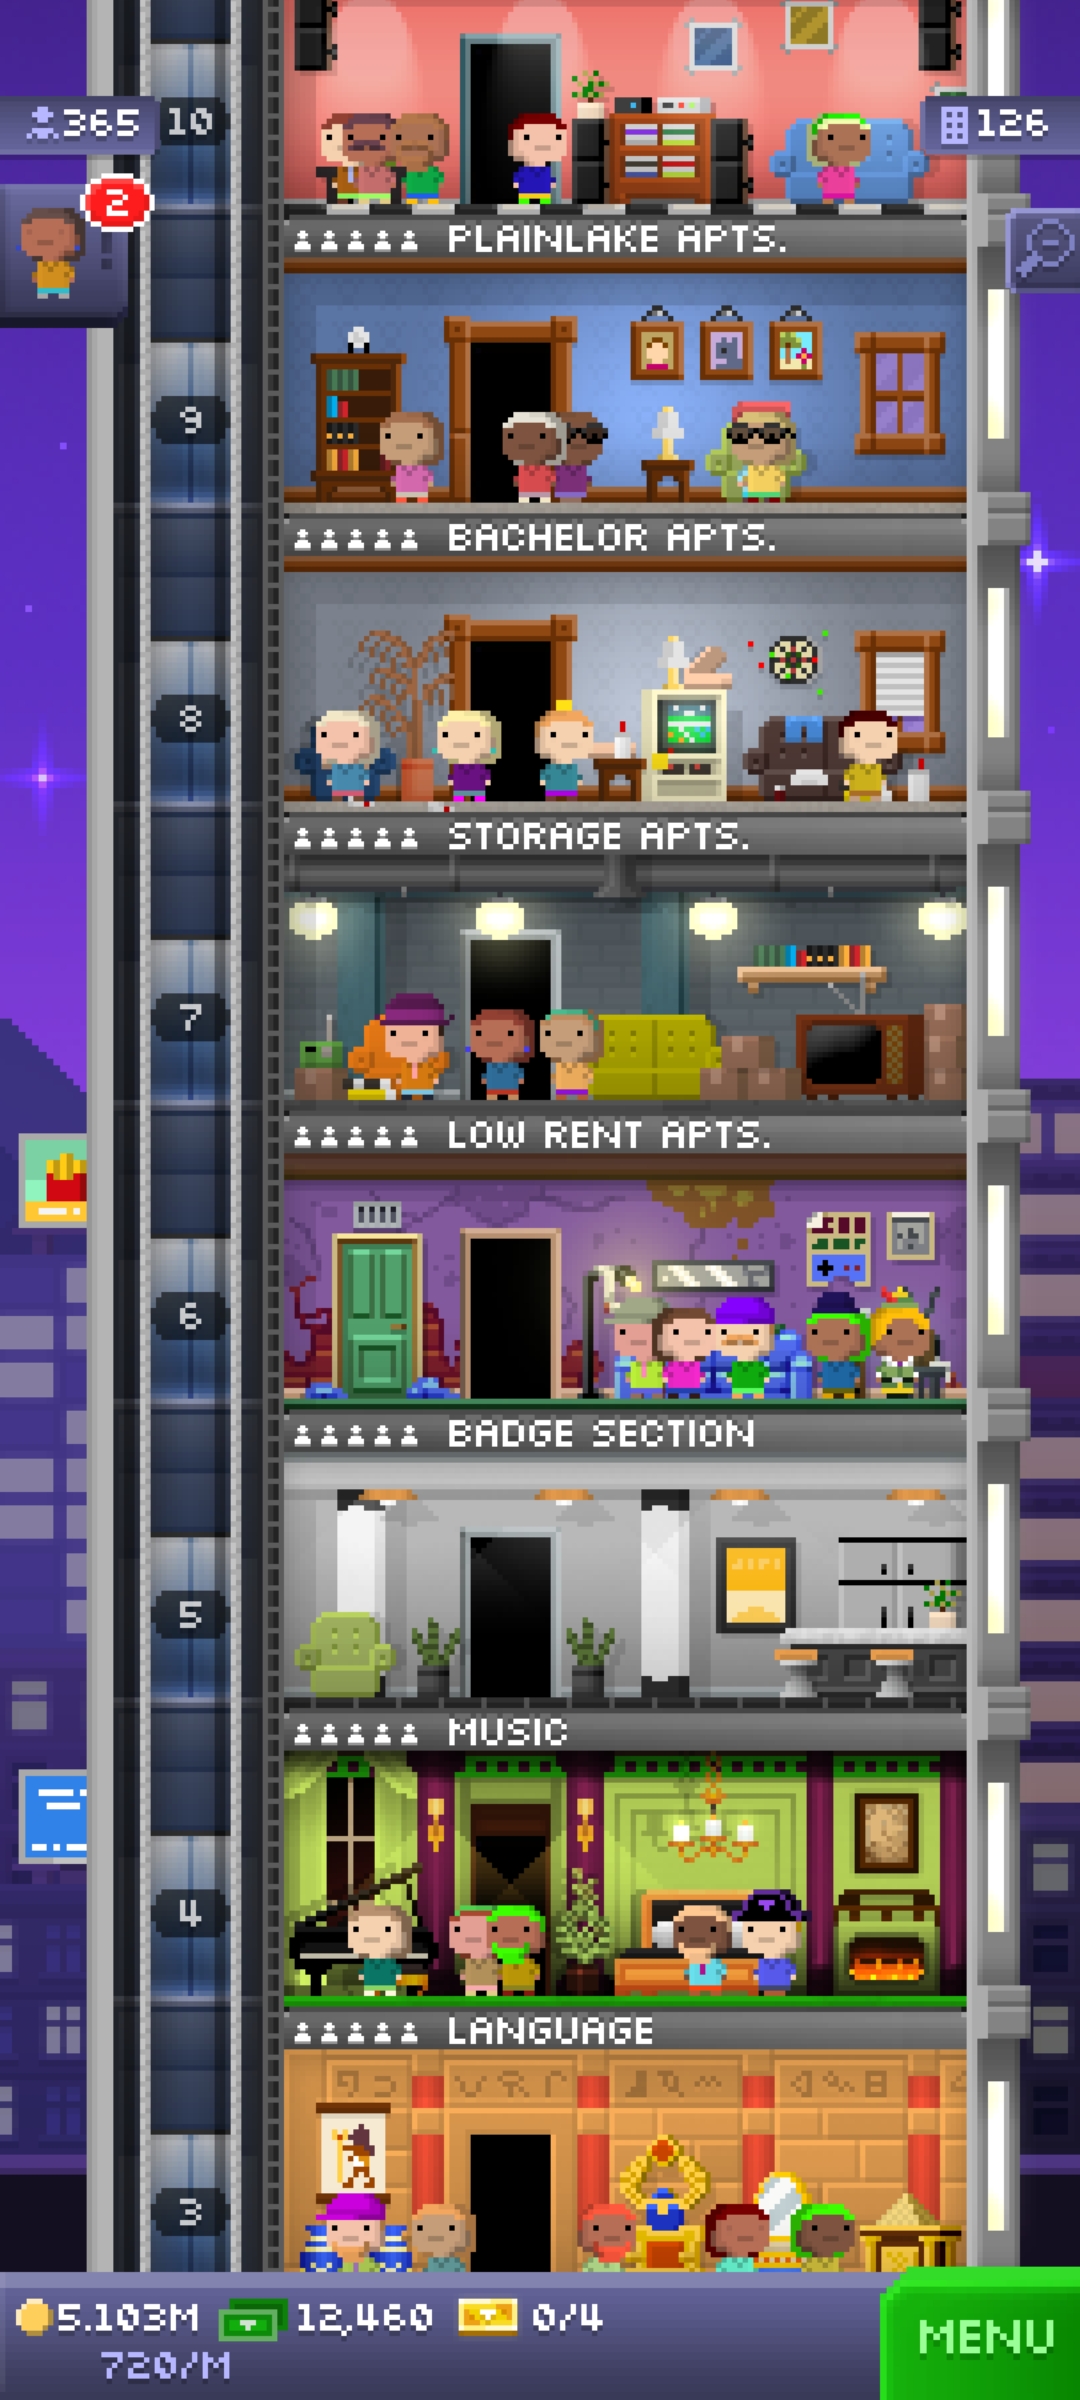 365
10
126
2
PLAINLAKE APTS.
9
BACHELOR APTS.
8
STORAGE APTS.
7
LOW RENT APTS.
6
BADGE SECTION
5
MUSIC
4
LANGUAGE
3
5.103M 12,460 0/4
720/M
MENU